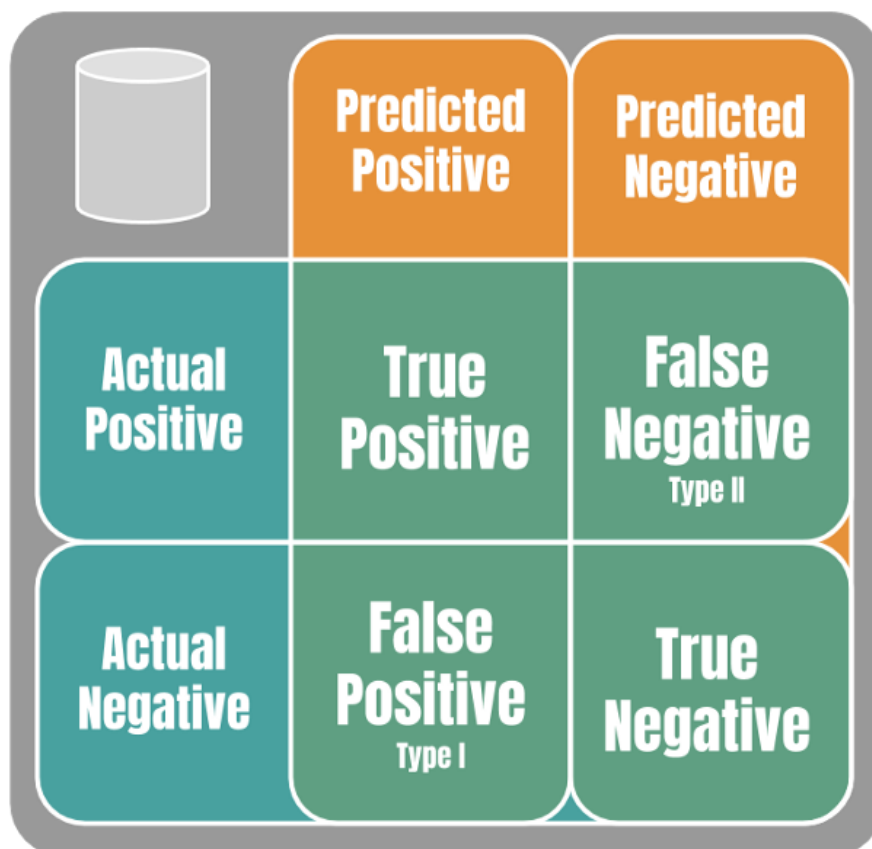 Predicted
Positive
Predicted
Negative
Actual
Positive
True
Positive
False
Negative
Type II
Actual
Negative
False
Positive
Type I
True
Negative